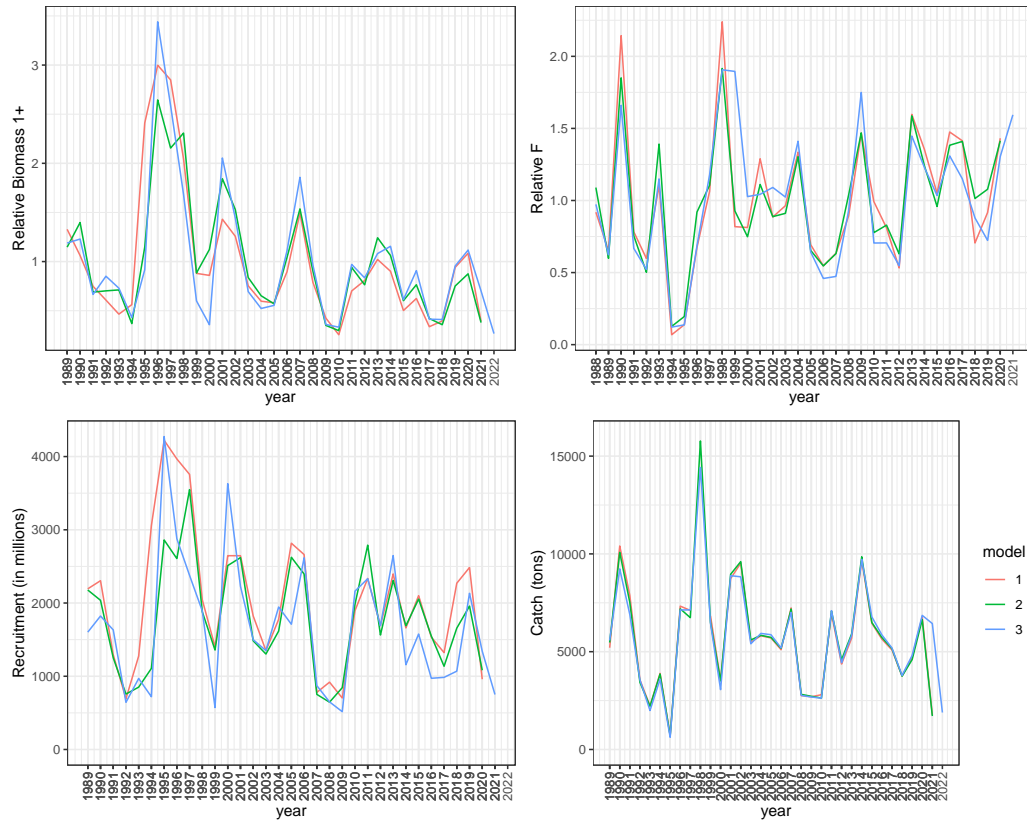 Relative Biomass 1+
3
2
1
1989 1990 1991 1992 1993 1994 1995 1996 1997 1998 1999 2000 2001 2002 2003 2004 2005 2006 2007 2008 2009 2010 2011 2012 2013 2014 2015 2016 2017 2018 2019 2020 2021 2022
year
Relative F
2.0
1.5
1.0
0.5
0.0
1988 1989 1990 1991 1992 1993 1994 1995 1996 1997 1998 1999 2000 2001 2002 2003 2004 2005 2006 2007 2008 2009 2010 2011 2012 2013 2014 2015 2016 2017 2018 2019 2020 2021
year
Recruitment (in millions)
4000
3000
2000
1000
0
1989 1990 1991 1992 1993 1994 1995 1996 1997 1998 1999 2000 2001 2002 2003 2004 2005 2006 2007 2008 2009 2010 2011 2012 2013 2014 2015 2016 2017 2018 2019 2020 2021 2022
year
Catch (tons)
15000
10000
5000
0
1989 1990 1991 1992 1993 1994 1995 1996 1997 1998 1999 2000 2001 2002 2003 2004 2005 2006 2007 2008 2009 2010 2011 2012 2013 2014 2015 2016 2017 2018 2019 2020 2021 2022
year
model
1
2
3